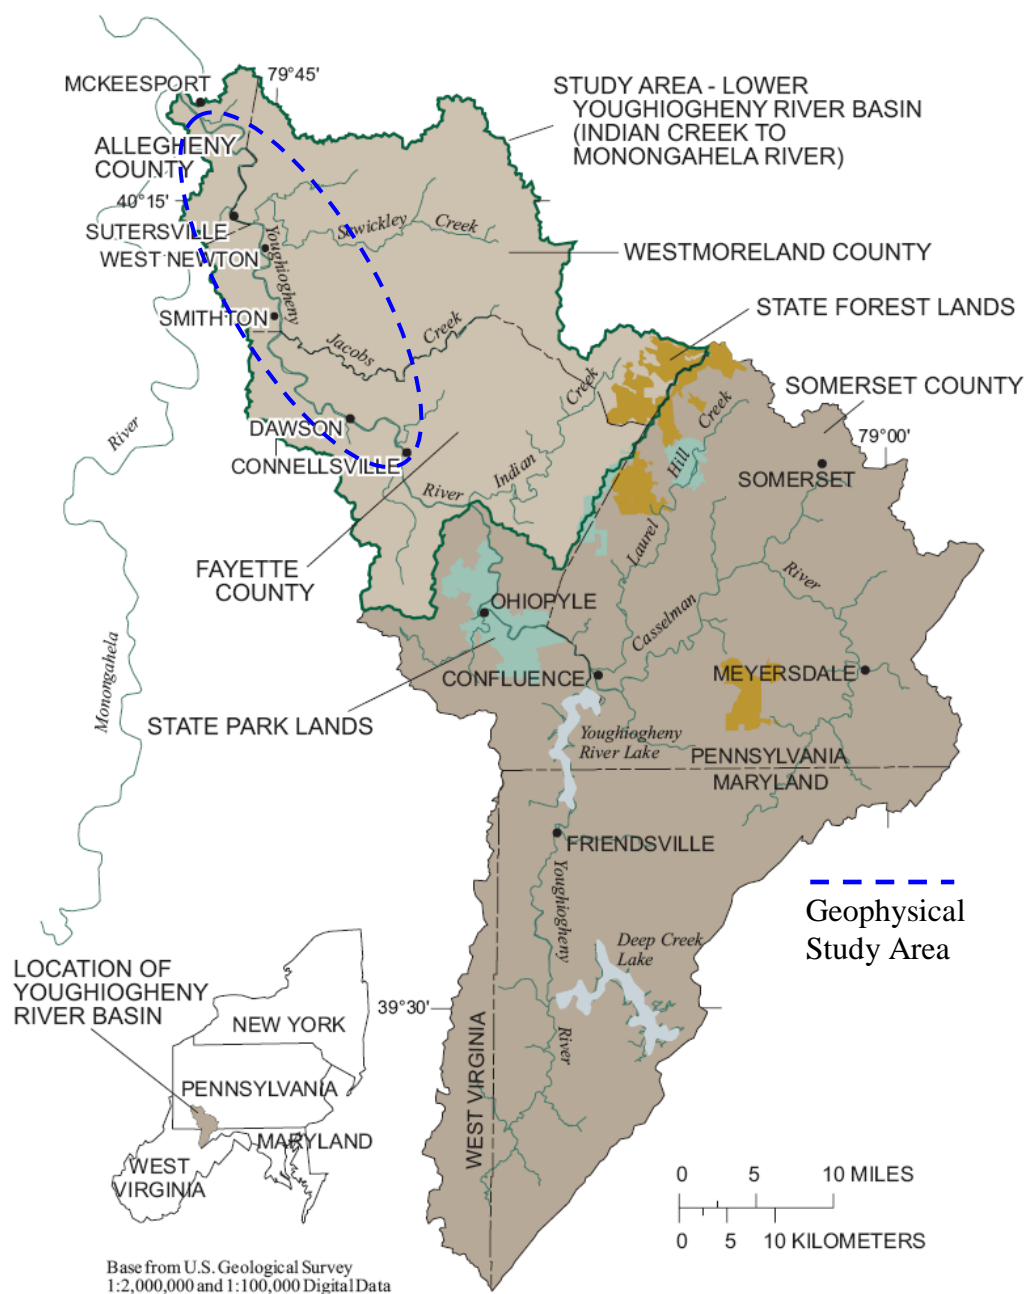 MCKEESPORT
79°45'
STUDY AREA - LOWER
YOUGHIOGHENY RIVER BASIN
(INDIAN CREEK TO
MONONGAHELA RIVER)
ALLEGHENY
COUNTY
40°15'
SUTERSVILLE
WEST NEWTON
Youghiogheny
Sewickley
Creek
WESTMORELAND COUNTY
SMITHTON
Jacobs
Creek
STATE FOREST LANDS
SOMERSET COUNTY
Creek
Creek
79°00'
River
DAWSON
CONNELLSVILLE
Indian
River
Hill
SOMERSET
Laurel
FAYETTE
COUNTY
River
OHIOPYLE
Casselman
Monongahela
CONFLUENCE
MEYERSDALE
STATE PARK LANDS
Youghiogheny
River Lake
PENNSYLVANIA
MARYLAND
FRIENDSVILLE
Youghiogheny
Geophysical
Study Area
Deep Creek
Lake
LOCATION OF
YOUGHIOGHENY
RIVER BASIN
39°30'
NEW YORK
River
WEST VIRGINIA
PENNSYLVANIA
MARYLAND
WEST
VIRGINIA
0 5 10 MILES
0 5 10 KILOMETERS
Base from U.S. Geological Survey
1:2,000,000 and 1:100,000 Digital Data